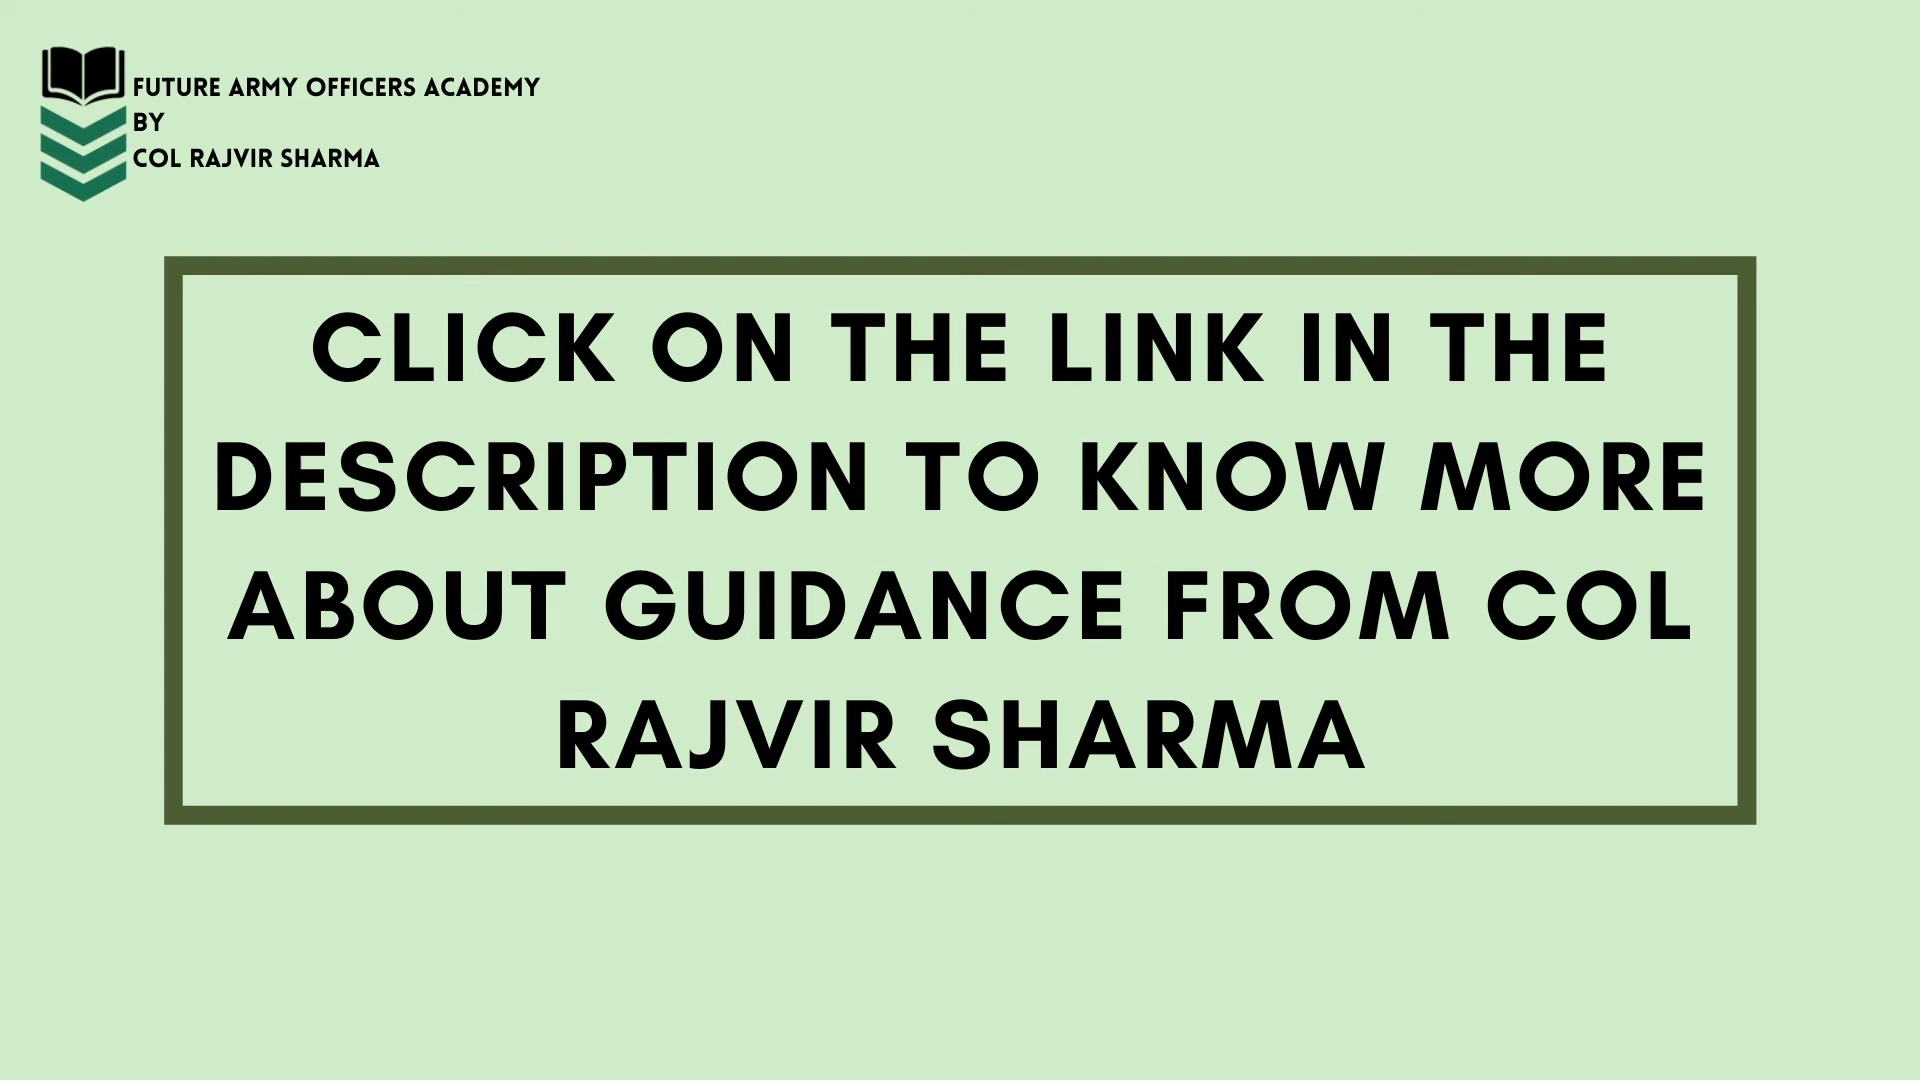 FUTURE ARMY OFFICERS ACADEMY
BY
COL RAJVIR SHARMA
CLICK ON THE LINK IN THE
DESCRIPTION TO KNOW MORE
ABOUT GUIDANCE FROM COL
RAJVIR SHARMA